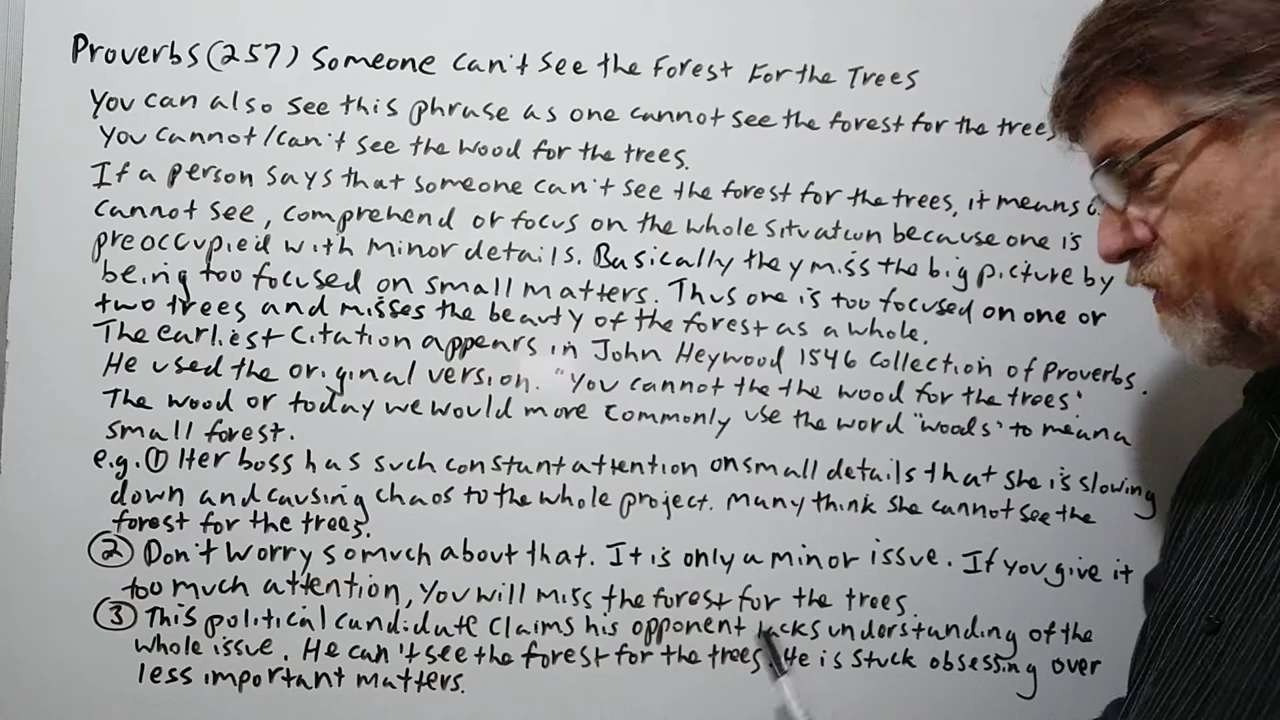 Proverbs (257) Someone Can't See the Forest For the Trees
You can also see this phrase as one cannot see the forest for the trees,
You cannot/can't see the wood for the trees.
If a person says that someone can't see the forest for the trees, it means
cannot see, comprehend or focus on the whole situation because one is
preoccupied with minor details. Basically they miss the big picture by
being too focused on small matters. Thus one is too focused on one or
two trees and misses the beauty of the forest as a whole.
The earliest citation appears in John Heywood 1546 collection of Proverbs.
He used the original version. "You cannot the the wood for the trees".
The wood or today we would more commonly use the word "woods" to mean a
small forest.
e.g. ① Her boss has such constant attention on small details that she is slowing
down and causing chaos to the whole project. Many think she cannot see the
forest for the trees.
② Don't worry so much about that. It is only a minor issue. If you give it
too much attention, you will miss the forest for the trees.
③ This political candidate claims his opponent lacks understanding of the
whole issue. He can't see the forest for the trees. He is stuck obsessing over
less important matters.